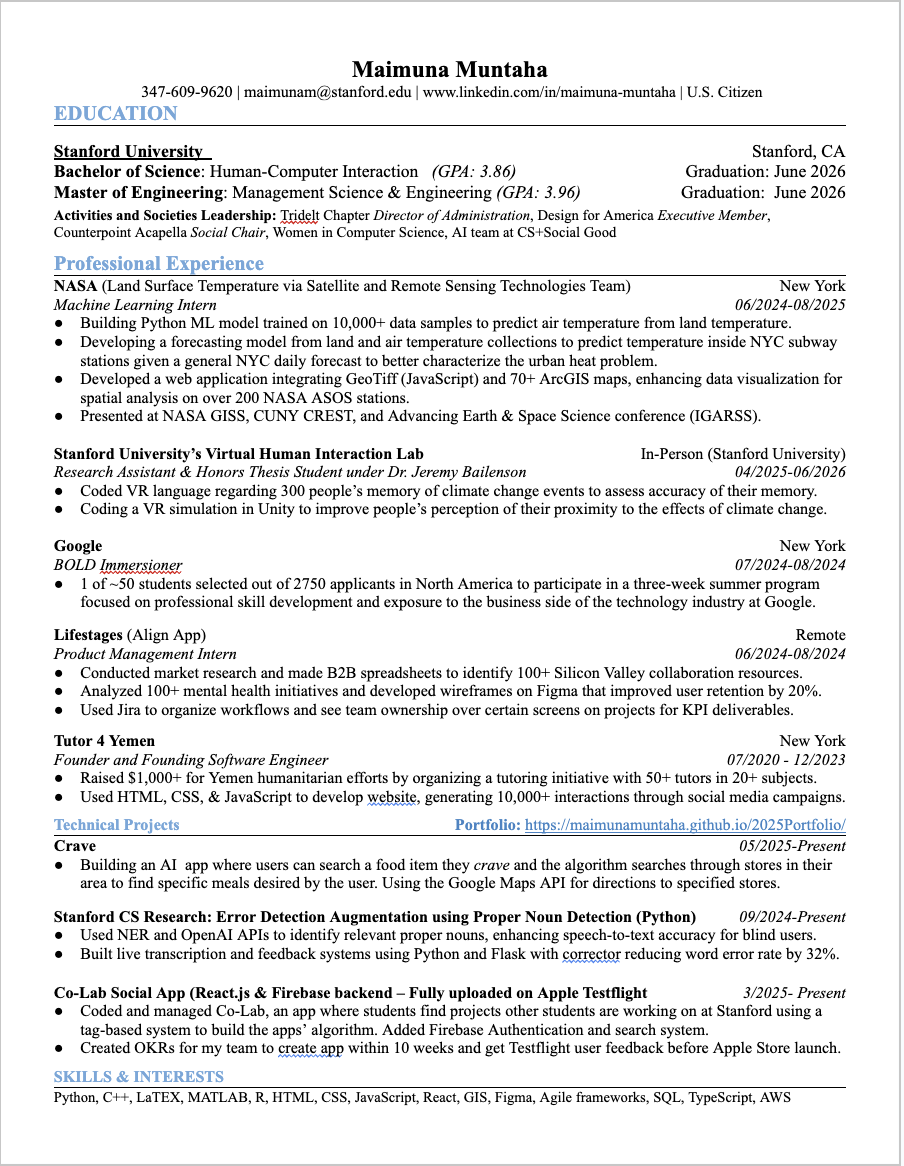 Maimuna Muntaha
347-609-9620 | maimunam@stanford.edu | www.linkedin.com/in/maimuna-muntaha | U.S. Citizen
EDUCATION
Stanford University Stanford, CA
Bachelor of Science: Human-Computer Interaction (GPA: 3.86) Graduation: June 2026
Master of Engineering: Management Science & Engineering (GPA: 3.96) Graduation: June 2026
Activities and Societies Leadership: Tridelt Chapter Director of Administration, Design for America Executive Member,
Counterpoint Acapella Social Chair, Women in Computer Science, AI team at CS+Social Good
Professional Experience
NASA (Land Surface Temperature via Satellite and Remote Sensing Technologies Team) New York
Machine Learning Intern 06/2024-08/2025
● Building Python ML model trained on 10,000+ data samples to predict air temperature from land temperature.
● Developing a forecasting model from land and air temperature collections to predict temperature inside NYC subway
stations given a general NYC daily forecast to better characterize the urban heat problem.
● Developed a web application integrating GeoTiff (JavaScript) and 70+ ArcGIS maps, enhancing data visualization for
spatial analysis on over 200 NASA ASOS stations.
● Presented at NASA GISS, CUNY CREST, and Advancing Earth & Space Science conference (IGARSS).
Stanford University's Virtual Human Interaction Lab In-Person (Stanford University)
Research Assistant & Honors Thesis Student under Dr. Jeremy Bailenson 04/2025-06/2026
● Coded VR language regarding 300 people's memory of climate change events to assess accuracy of their memory.
● Coding a VR simulation in Unity to improve people's perception of their proximity to the effects of climate change.
Google New York
BOLD Immersioner 07/2024-08/2024
● 1 of ~50 students selected out of 2750 applicants in North America to participate in a three-week summer program
focused on professional skill development and exposure to the business side of the technology industry at Google.
Lifestages (Align App) Remote
Product Management Intern 06/2024-08/2024
● Conducted market research and made B2B spreadsheets to identify 100+ Silicon Valley collaboration resources.
● Analyzed 100+ mental health initiatives and developed wireframes on Figma that improved user retention by 20%.
● Used Jira to organize workflows and see team ownership over certain screens on projects for KPI deliverables.
Tutor 4 Yemen New York
Founder and Founding Software Engineer 07/2020 - 12/2023
● Raised $1,000+ for Yemen humanitarian efforts by organizing a tutoring initiative with 50+ tutors in 20+ subjects.
● Used HTML, CSS, & JavaScript to develop website, generating 10,000+ interactions through social media campaigns.
Technical Projects Portfolio: https://maimunamuntaha.github.io/2025Portfolio/
Crave 05/2025-Present
● Building an AI app where users can search a food item they crave and the algorithm searches through stores in their
area to find specific meals desired by the user. Using the Google Maps API for directions to specified stores.
Stanford CS Research: Error Detection Augmentation using Proper Noun Detection (Python) 09/2024-Present
● Used NER and OpenAI APIs to identify relevant proper nouns, enhancing speech-to-text accuracy for blind users.
● Built live transcription and feedback systems using Python and Flask with corrector reducing word error rate by 32%.
Co-Lab Social App (React.js & Firebase backend – Fully uploaded on Apple Testflight 3/2025- Present
● Coded and managed Co-Lab, an app where students find projects other students are working on at Stanford using a
tag-based system to build the apps' algorithm. Added Firebase Authentication and search system.
● Created OKRs for my team to create app within 10 weeks and get Testflight user feedback before Apple Store launch.
SKILLS & INTERESTS
Python, C++, LaTEX, MATLAB, R, HTML, CSS, JavaScript, React, GIS, Figma, Agile frameworks, SQL, TypeScript, AWS